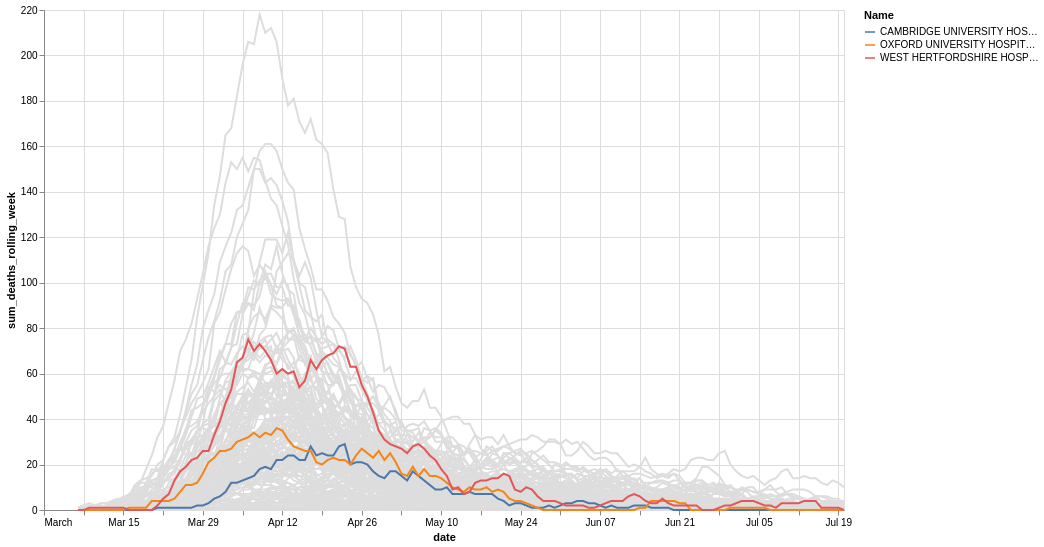 Name
CAMBRIDGE UNIVERSITY HOS...
OXFORD UNIVERSITY HOSPIT...
WEST HERTFORDSHIRE HOSP...
sum_deaths_rolling_week
220
200
180
160
140
120
100
80
60
40
20
0
March Mar 15 Mar 29 Apr 12 Apr 26 May 10 May 24 Jun 07 Jun 21 Jul 05 Jul 19
date